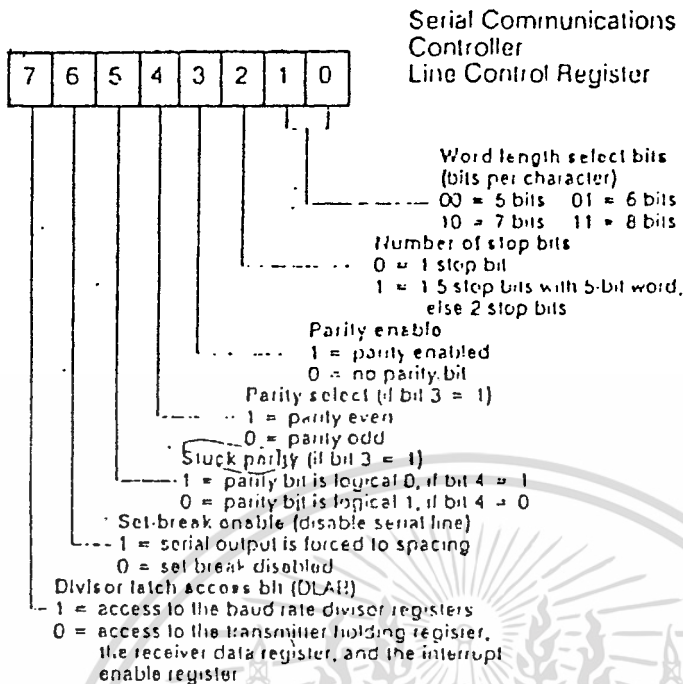 Serial Communications
Controller
Line Control Register
7 6 5 4 3 2 1 0
Word length select bits
(bits per character)
00 = 5 bits 01 = 6 bits
10 = 7 bits 11 = 8 bits
Number of stop bits
0 = 1 stop bit
1 = 1 5 stop bits with 5-bit word,
else 2 stop bits
Parity enable
1 = parity enabled
0 = no parity bit
Parity select (if bit 3 = 1)
1 = parity even
0 = parity odd
Stuck parity (if bit 3 = 1)
1 = parity bit is logical 0, if bit 4 = 1
0 = parity bit is logical 1, if bit 4 = 0
Set-break enable (disable serial line)
1 = serial output is forced to spacing
0 = set break disabled
Divisor latch access bit (DLAB)
1 = access to the baud rate divisor registers
0 = access to the transmitter holding register,
the receiver data register, and the interrupt
enable register